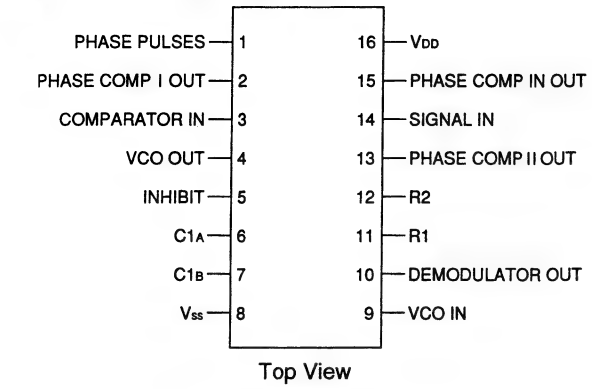 PHASE PULSES 1 16 VDD
PHASE COMP I OUT 2 15 PHASE COMP IN OUT
COMPARATOR IN 3 14 SIGNAL IN
VCO OUT 4 13 PHASE COMP II OUT
INHIBIT 5 12 R2
C1A 6 11 R1
C1B 7 10 DEMODULATOR OUT
Vss 8 9 VCO IN
Top View